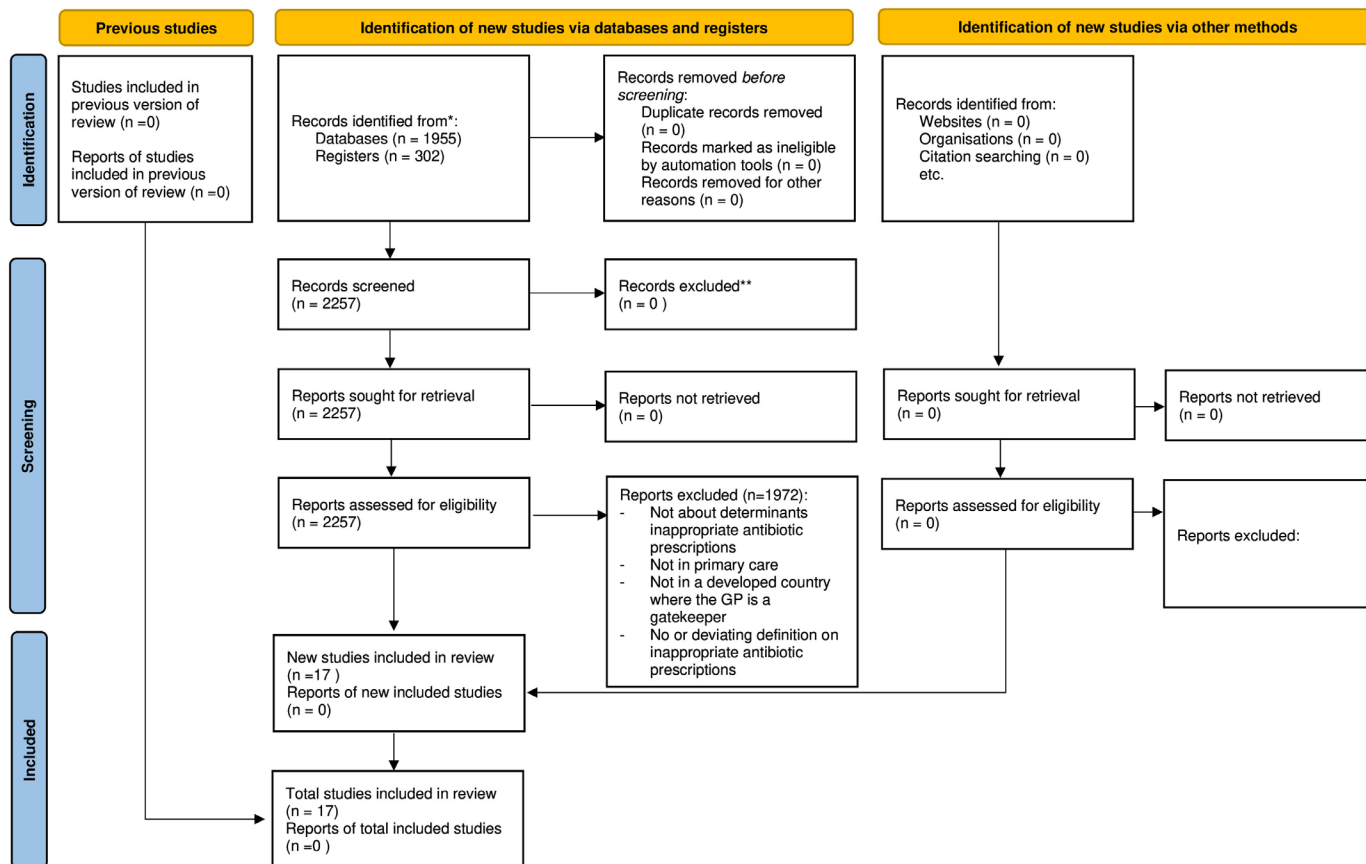 Previous studies
Identification of new studies via databases and registers
Identification of new studies via other methods
Identification
Studies included in
previous version of
review (n =0)
Reports of studies
included in previous
version of review (n =0)
Records identified from*:
Databases (n = 1955)
Registers (n = 302)
Records removed before
screening:
Duplicate records removed
(n = 0)
Records marked as ineligible
by automation tools (n = 0)
Records removed for other
reasons (n = 0)
Records identified from:
Websites (n = 0)
Organisations (n = 0)
Citation searching (n = 0)
etc.
Screening
Records screened
(n = 2257)
Records excluded**
(n = 0 )
Reports sought for retrieval
(n = 2257)
Reports not retrieved
(n = 0)
Reports sought for retrieval
(n = 0)
Reports not retrieved
(n = 0)
Reports assessed for eligibility
(n = 2257)
Reports excluded (n=1972):
- Not about determinants
inappropriate antibiotic
prescriptions
- Not in primary care
- Not in a developed country
where the GP is a
gatekeeper
- No or deviating definition on
inappropriate antibiotic
prescriptions
Reports assessed for eligibility
(n = 0)
Reports excluded:
Included
New studies included in review
(n =17 )
Reports of new included studies
(n = 0)
Total studies included in review
(n = 17)
Reports of total included studies
(n =0 )